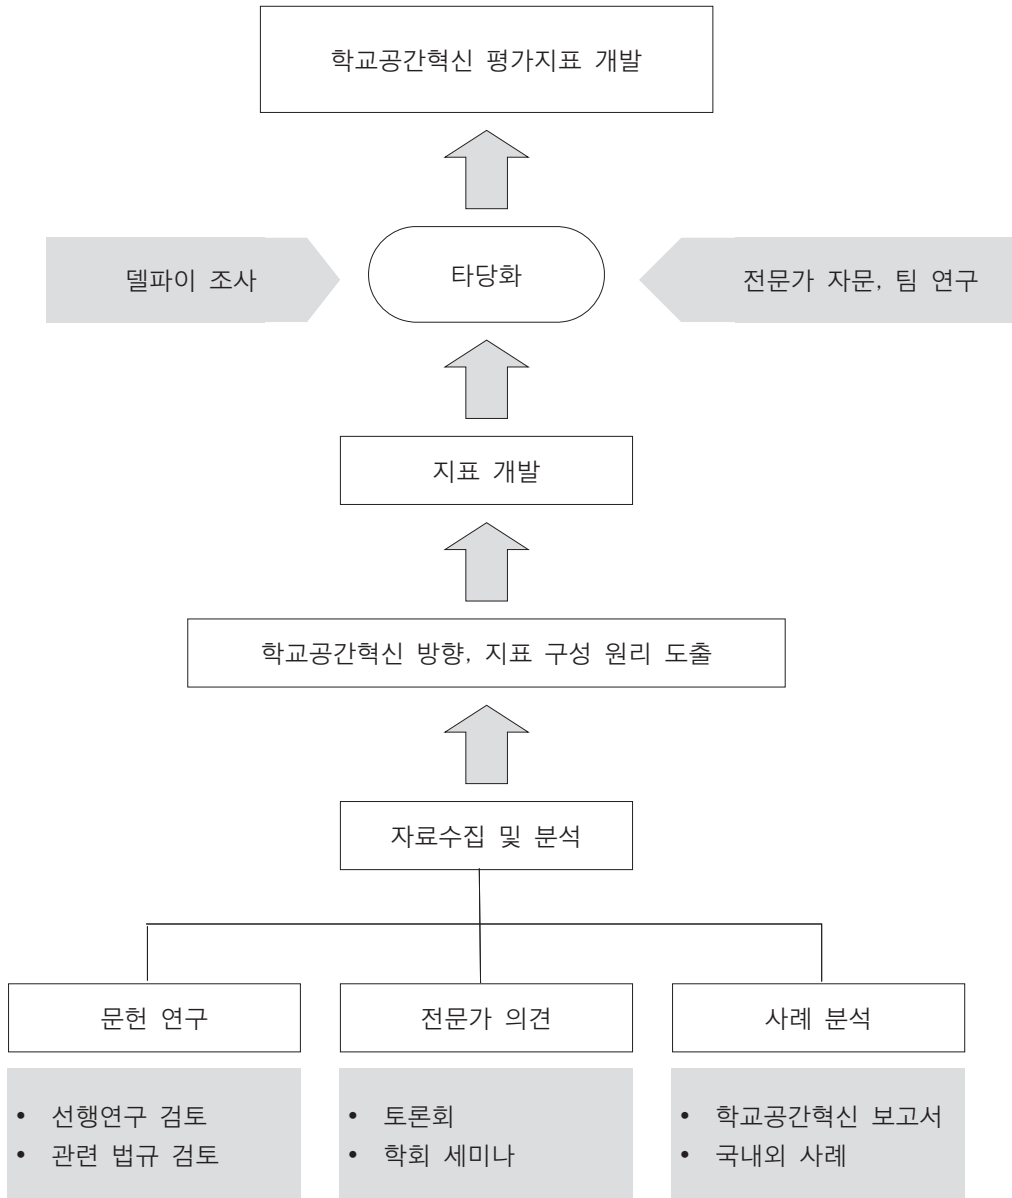 학교공간혁신 평가지표 개발
델파이 조사
타당화
전문가 자문, 팀 연구
지표 개발
학교공간혁신 방향, 지표 구성 원리 도출
자료수집 및 분석
문헌 연구
전문가 의견
사례 분석
• 선행연구 검토
• 관련 법규 검토
• 토론회
• 학회 세미나
• 학교공간혁신 보고서
• 국내외 사례